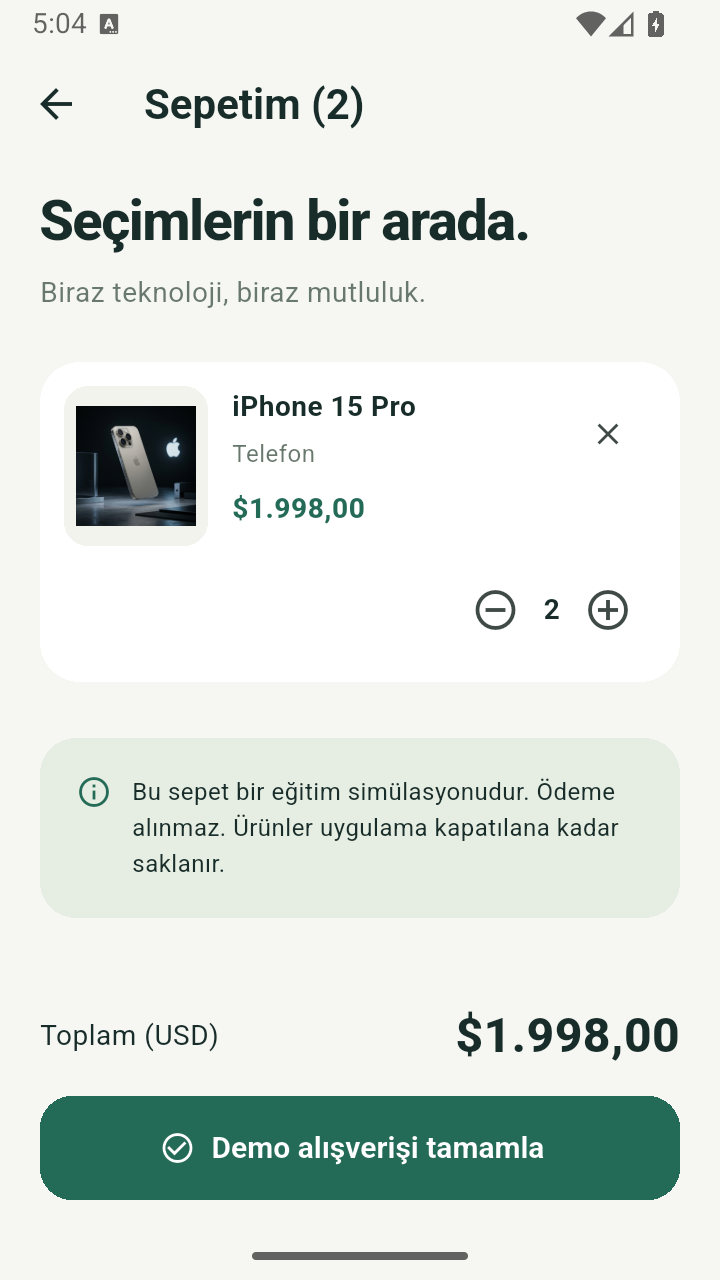 5:04
Sepetim (2)
Seçimlerin bir arada.
Biraz teknoloji, biraz mutluluk.
iPhone 15 Pro
Telefon
$1.998,00
2
Bu sepet bir eğitim simülasyonudur. Ödeme
alınmaz. Ürünler uygulama kapatılana kadar
saklanır.
Toplam (USD)
$1.998,00
Demo alışverişi tamamla